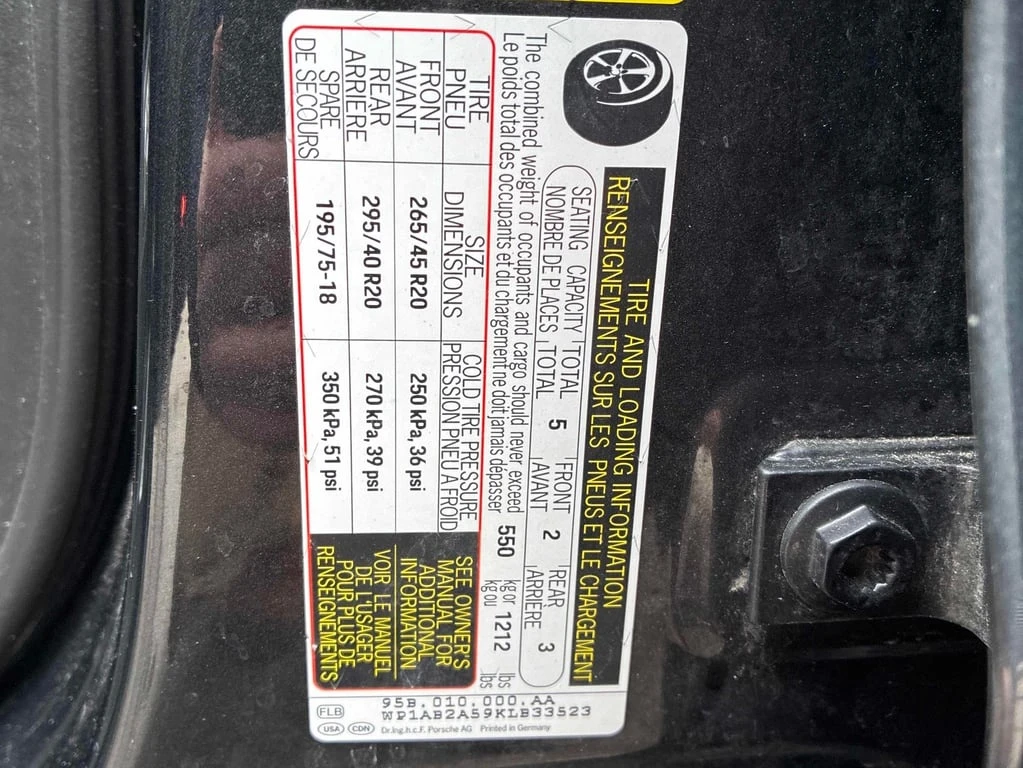 TIRE AND LOADING INFORMATION
RENSEIGNEMENTS SUR LES PNEUS ET LE CHARGEMENT
SEATING CAPACITY TOTAL 5 FRONT 2 REAR 3
NOMBRE DE PLACES TOTAL AVANT ARRIÈRE
The combined weight of occupants and cargo should never exceed 550 kg or 1212 lbs
Le poids total des occupants et du chargement ne doit jamais dépasser kg ou lbs
TIRE SIZE COLD TIRE PRESSURE
PNEU DIMENSIONS PRESSION PNEU À FROID
FRONT 265/45 R20 250 kPa, 36 psi
AVANT
REAR 295/40 R20 270 kPa, 39 psi
ARRIÈRE
SPARE 195/75-18 350 kPa, 51 psi
DE SECOURS
SEE OWNER'S
MANUAL FOR
ADDITIONAL
INFORMATION
VOIR LE MANUEL
DE L'USAGER
POUR PLUS DE
RENSEIGNEMENTS
95B.010.000.AA
WP1AB2A59KLB33523
FLB
USA CDN Dr.Ing.h.c.F. Porsche AG Printed in Germany